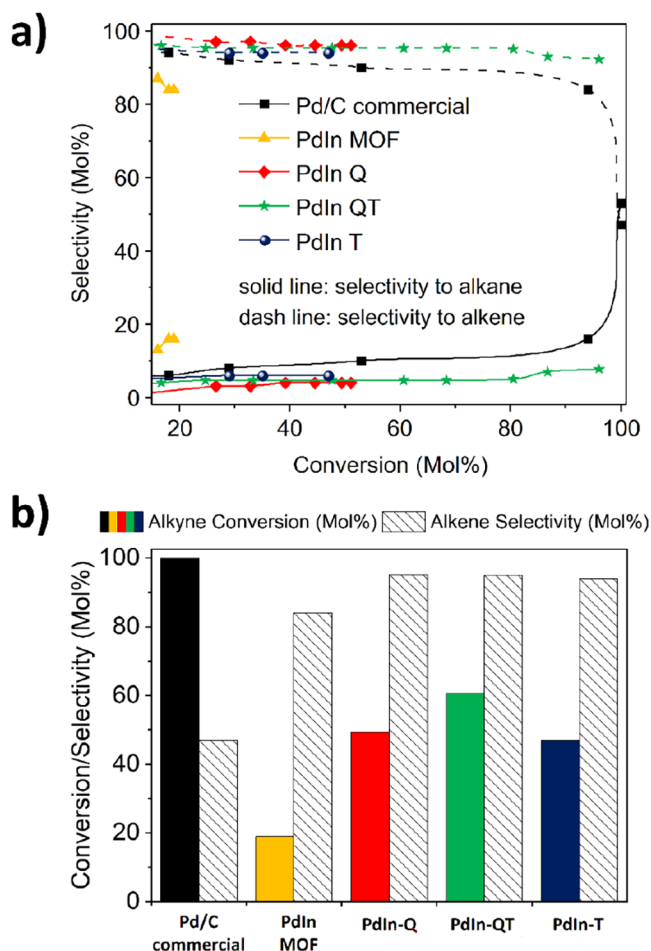 a)
100
80
60
40
20
0
Selectivity (Mol%)
Pd/C commercial
PdIn MOF
PdIn Q
PdIn QT
PdIn T
solid line: selectivity to alkane
dash line: selectivity to alkene
20 40 60 80 100
Conversion (Mol%)
b)
Alkyne Conversion (Mol%) Alkene Selectivity (Mol%)
100
80
60
40
20
0
Conversion/Selectivity (Mol%)
Pd/C commercial
PdIn MOF
PdIn-Q
PdIn-QT
PdIn-T